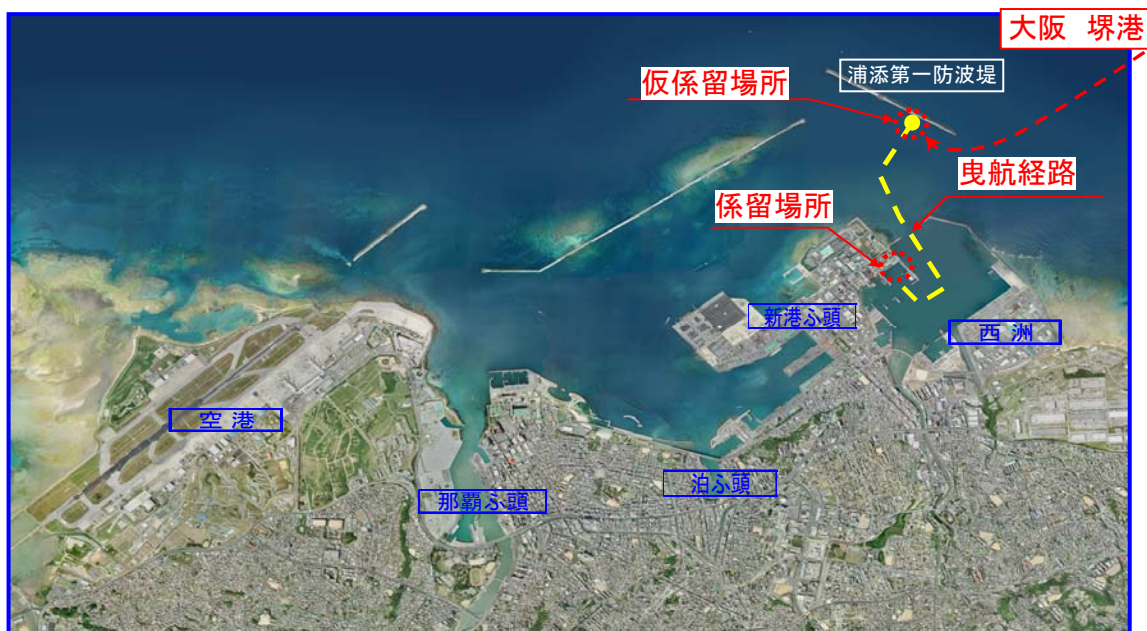 大阪 堺港
浦添第一防波堤
仮係留場所
曳航経路
係留場所
新港ふ頭
西 洲
空 港
泊ふ頭
那覇ふ頭